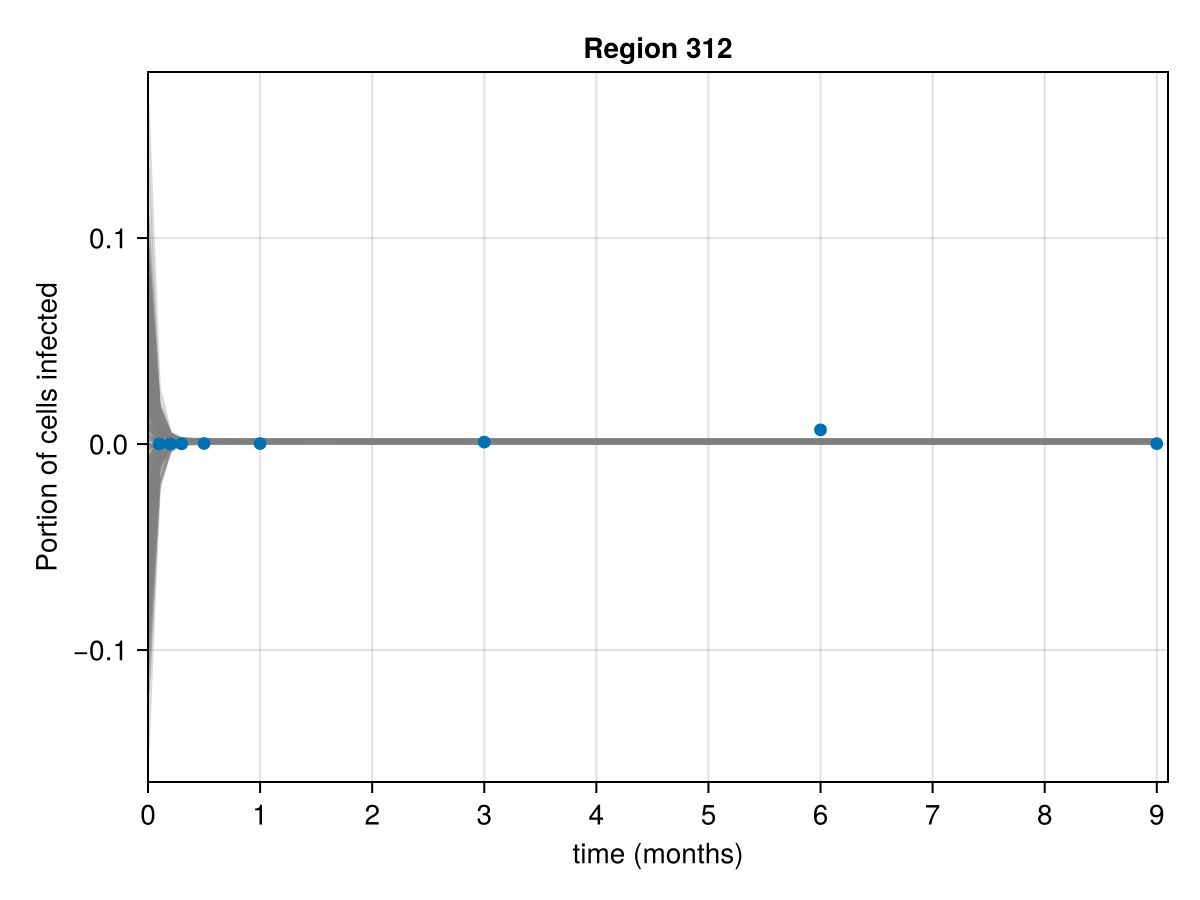 Region 312
Portion of cells infected
0.1
0.0
−0.1
0 1 2 3 4 5 6 7 8 9
time (months)